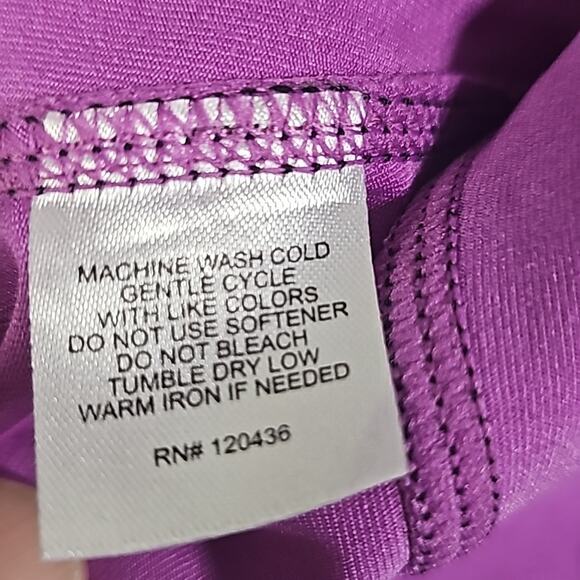 MACHINE WASH COLD
GENTLE CYCLE
WITH LIKE COLORS
DO NOT USE SOFTENER
DO NOT BLEACH
TUMBLE DRY LOW
WARM IRON IF NEEDED
RN# 120436